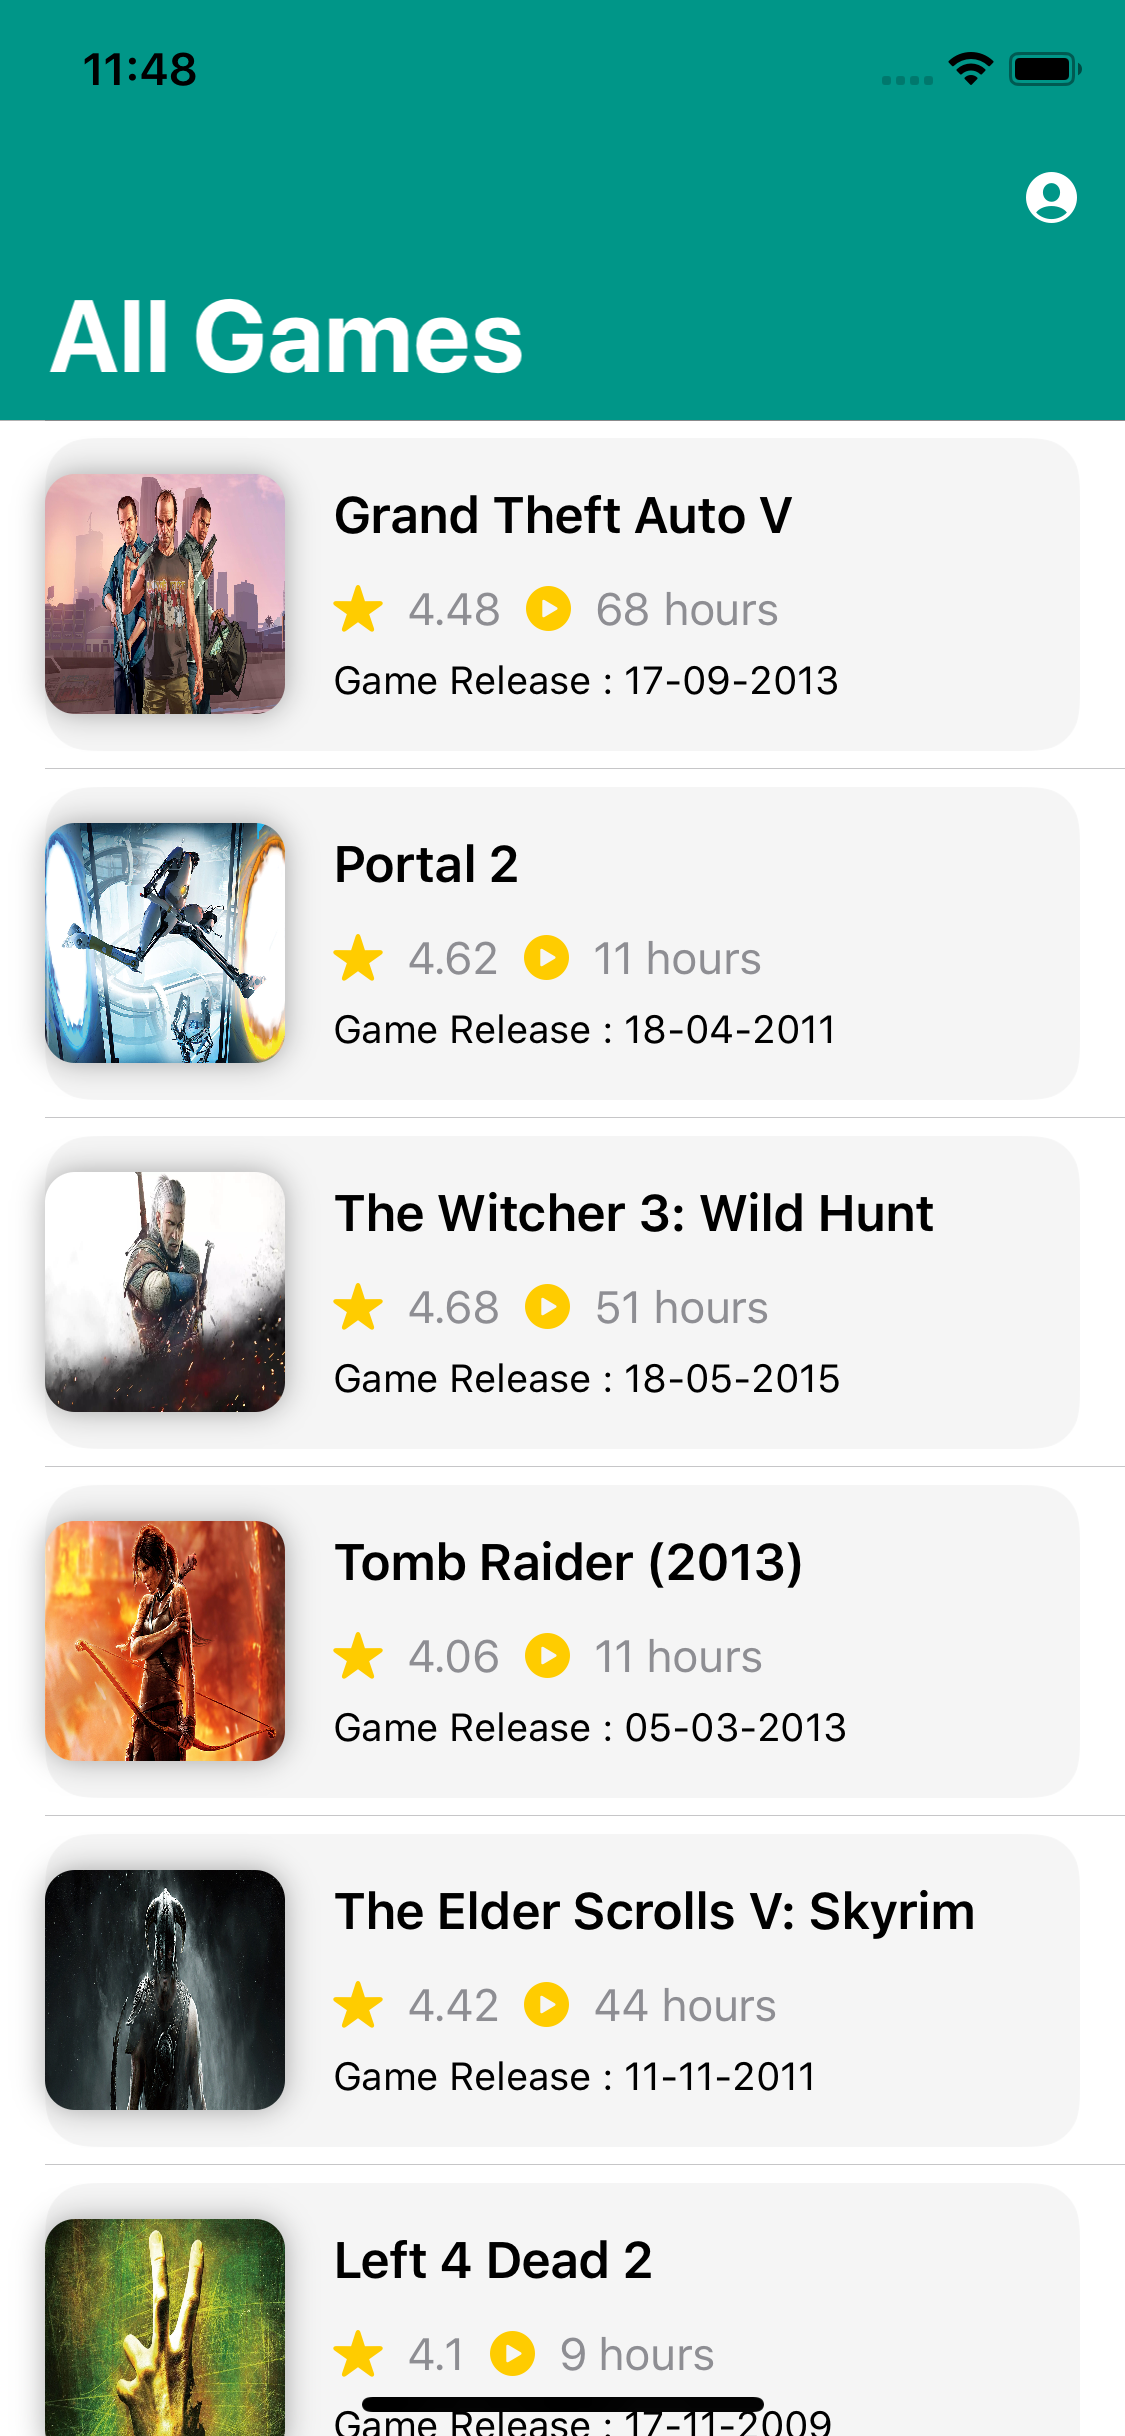 11:48
All Games
Grand Theft Auto V
4.48 68 hours
Game Release : 17-09-2013
Portal 2
4.62 11 hours
Game Release : 18-04-2011
The Witcher 3: Wild Hunt
4.68 51 hours
Game Release : 18-05-2015
Tomb Raider (2013)
4.06 11 hours
Game Release : 05-03-2013
The Elder Scrolls V: Skyrim
4.42 44 hours
Game Release : 11-11-2011
Left 4 Dead 2
4.1 9 hours
Game Release : 17-11-2009